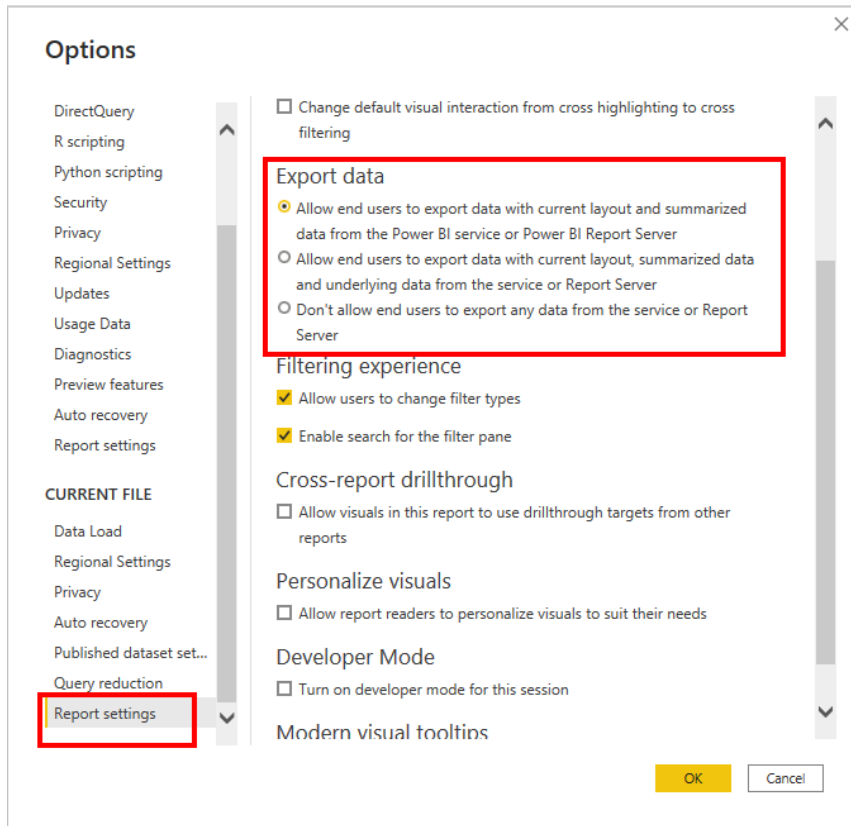 Options
DirectQuery
R scripting
Python scripting
Security
Privacy
Regional Settings
Updates
Usage Data
Diagnostics
Preview features
Auto recovery
Report settings
CURRENT FILE
Data Load
Regional Settings
Privacy
Auto recovery
Published dataset set...
Query reduction
Report settings
Change default visual interaction from cross highlighting to cross
filtering
Export data
Allow end users to export data with current layout and summarized
data from the Power BI service or Power BI Report Server
Allow end users to export data with current layout, summarized data
and underlying data from the service or Report Server
Don't allow end users to export any data from the service or Report
Server
Filtering experience
Allow users to change filter types
Enable search for the filter pane
Cross-report drillthrough
Allow visuals in this report to use drillthrough targets from other
reports
Personalize visuals
Allow report readers to personalize visuals to suit their needs
Developer Mode
Turn on developer mode for this session
Modern visual tooltips
OK
Cancel